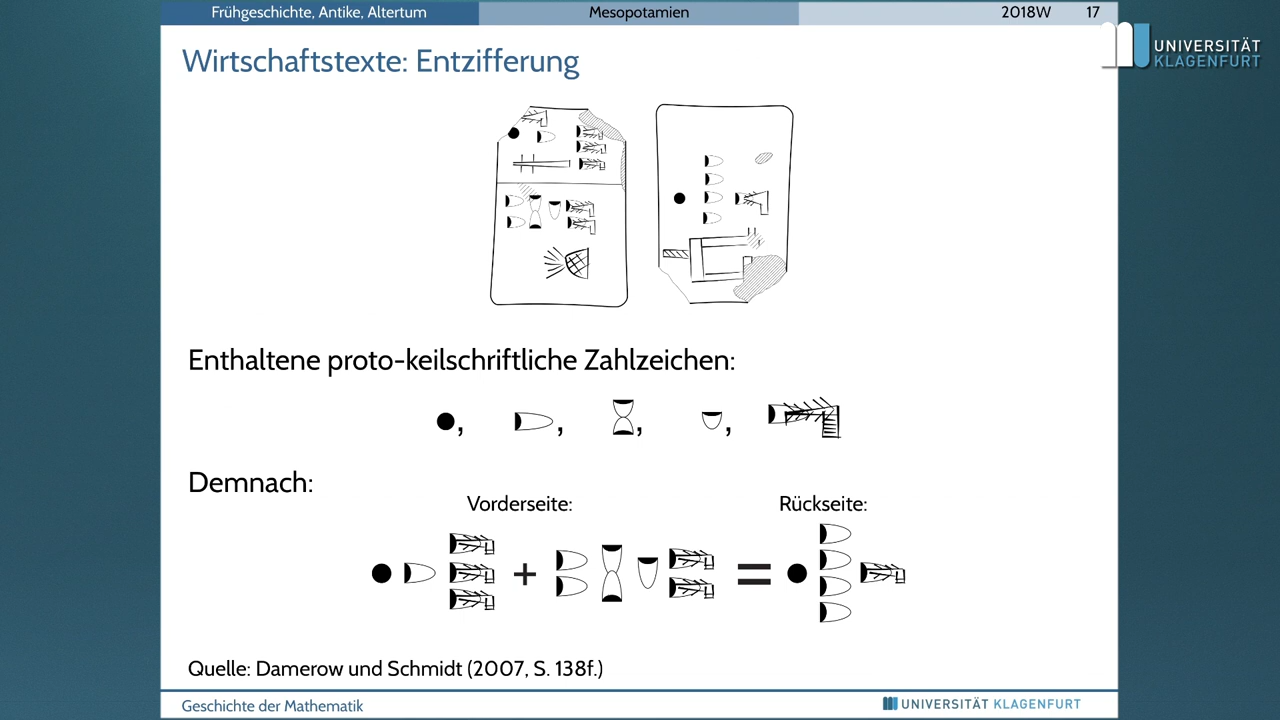 Frühgeschichte, Antike, Altertum Mesopotamien 2018W 17
UNIVERSITÄT
KLAGENFURT
Wirtschaftstexte: Entzifferung
Enthaltene proto-keilschriftliche Zahlzeichen:
, , , ,
Demnach:
Vorderseite: Rückseite:
+ =
Quelle: Damerow und Schmidt (2007, S. 138f.)
Geschichte der Mathematik UNIVERSITÄT KLAGENFURT